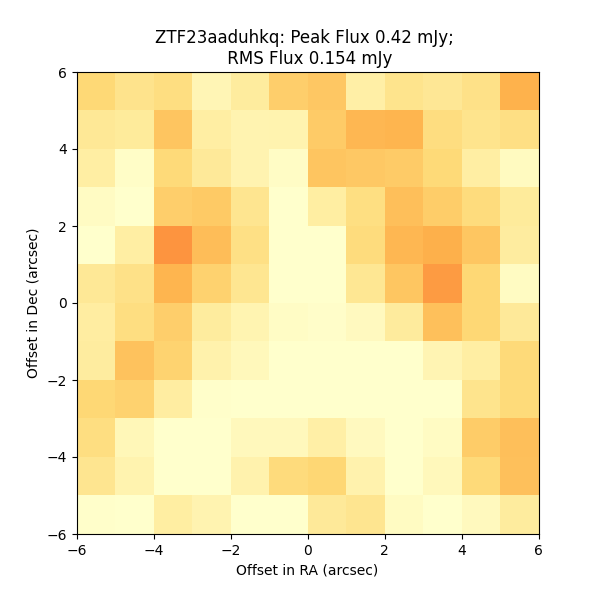 ZTF23aaduhkq: Peak Flux 0.42 mJy;
RMS Flux 0.154 mJy
6
4
2
0
−2
−4
−6
Offset in Dec (arcsec)
−6 −4 −2 0 2 4 6
Offset in RA (arcsec)